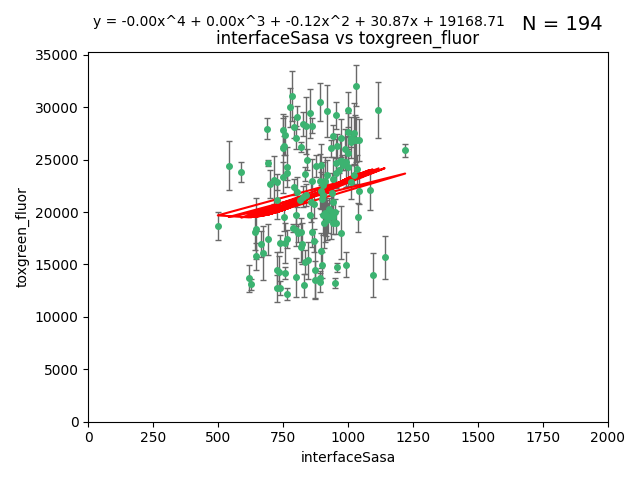 y = -0.00x^4 + 0.00x^3 + -0.12x^2 + 30.87x + 19168.71 N = 194
interfaceSasa vs toxgreen_fluor
35000
30000
25000
20000
15000
10000
5000
0
toxgreen_fluor
0 250 500 750 1000 1250 1500 1750 2000
interfaceSasa